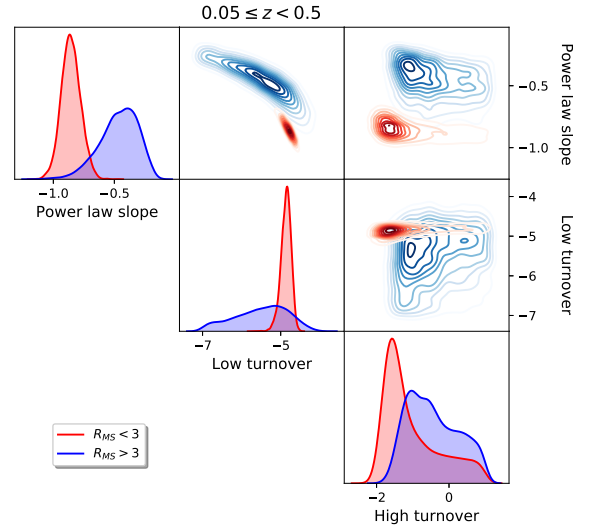 0.05 ≤ z < 0.5
Power law slope
−0.5
−1.0
−1.0
−0.5
Power law slope
Low turnover
−4
−5
−6
−7
−7
−5
Low turnover
R_MS < 3
R_MS > 3
−2
0
High turnover